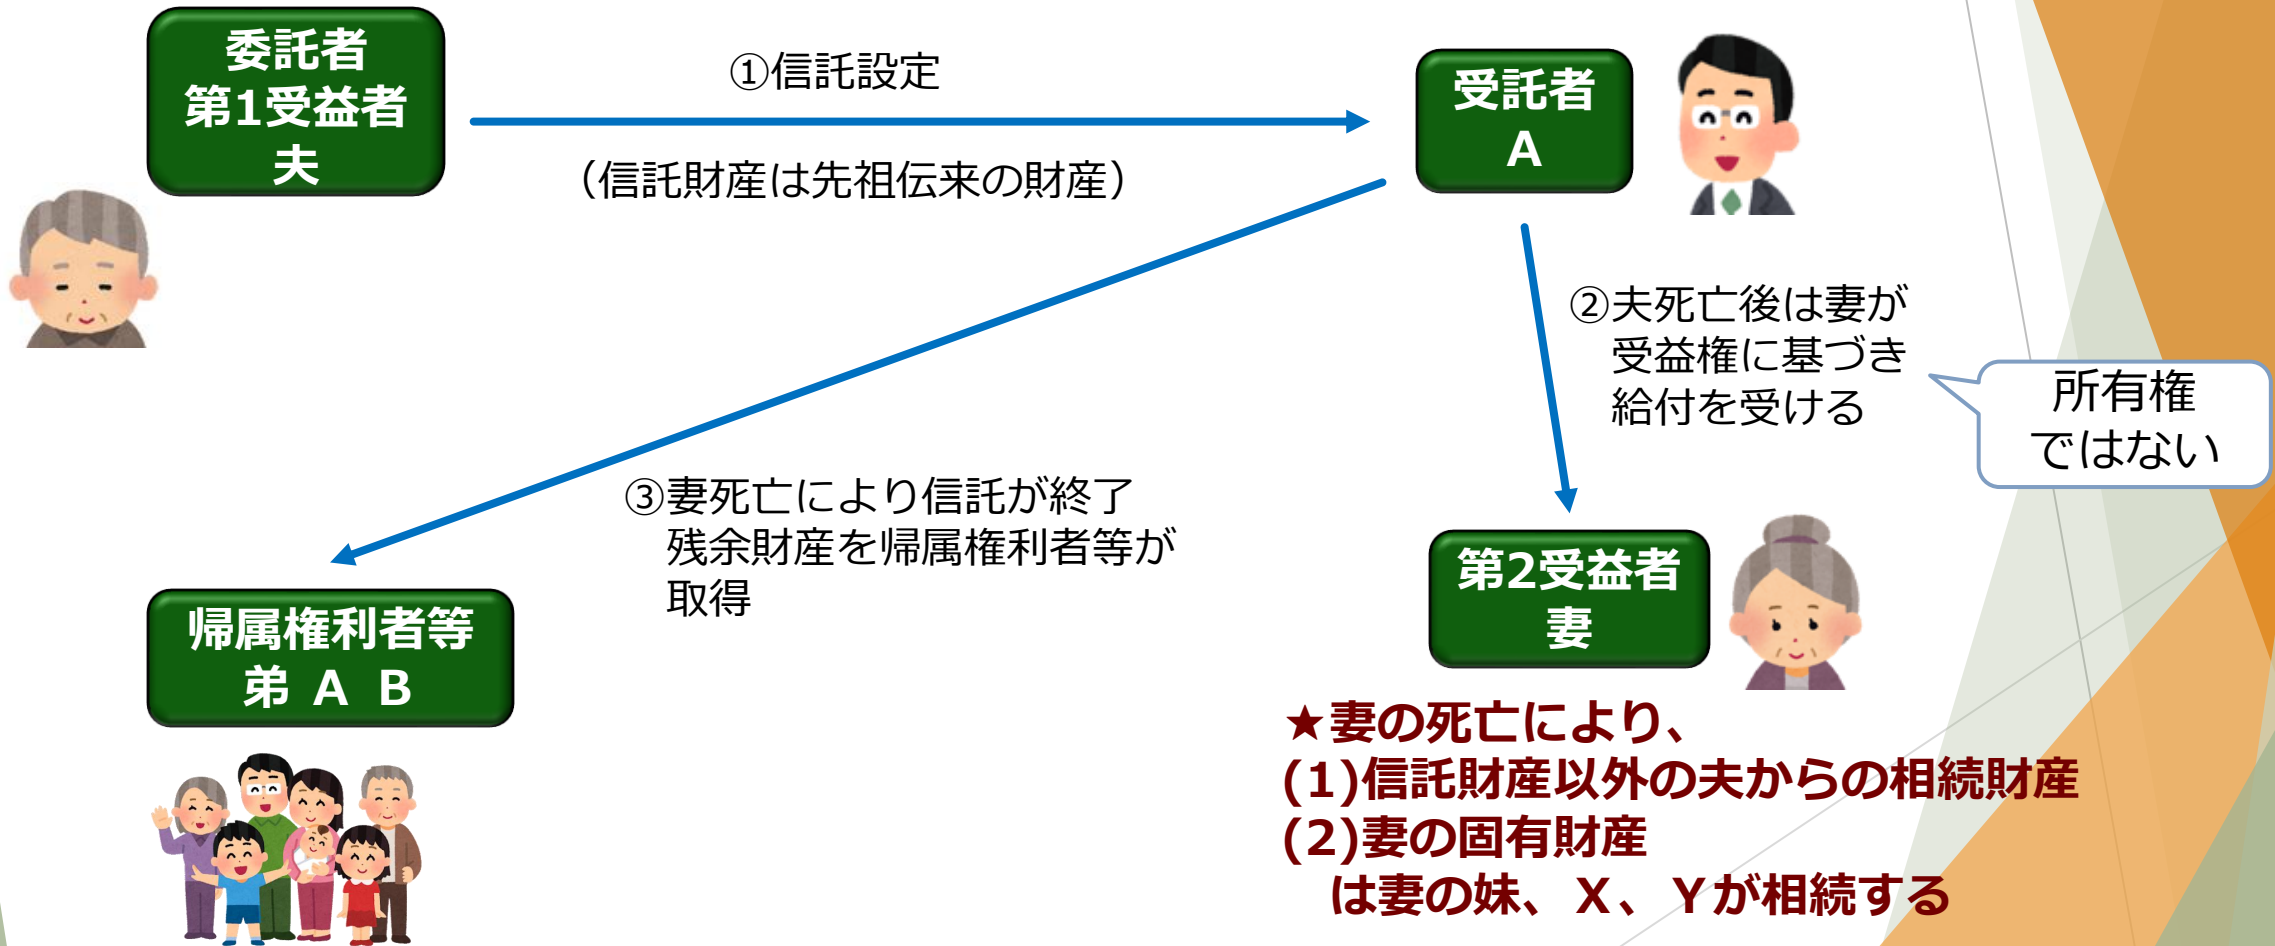 委託者
第1受益者
夫
①信託設定
（信託財産は先祖伝来の財産）
受託者
A
②夫死亡後は妻が
受益権に基づき
給付を受ける
所有権
ではない
③妻死亡により信託が終了
残余財産を帰属権利者等が
取得
帰属権利者等
弟 A B
第2受益者
妻
★妻の死亡により、
(1)信託財産以外の夫からの相続財産
(2)妻の固有財産
は妻の妹、X、Yが相続する